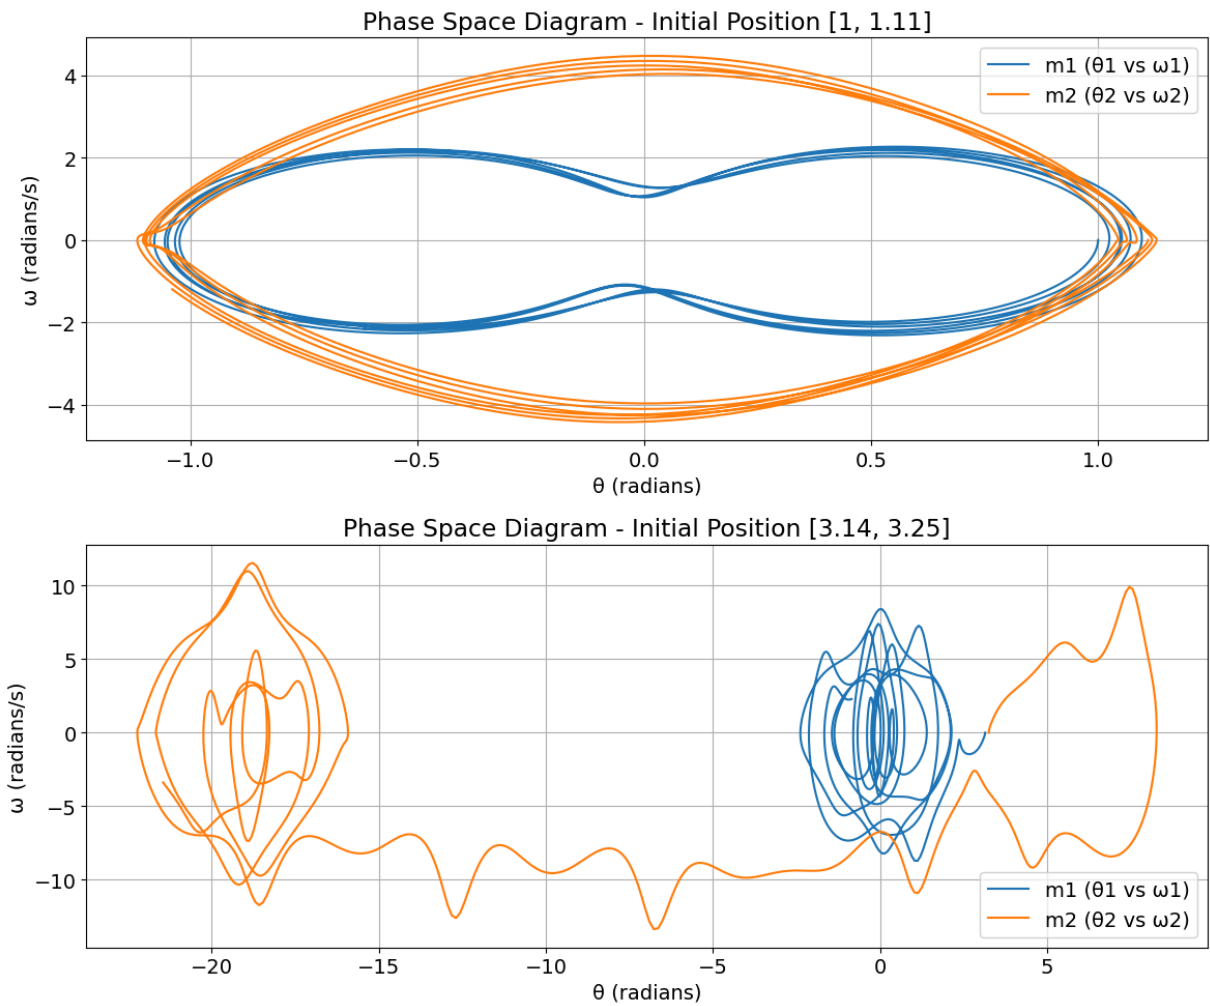 Phase Space Diagram - Initial Position [1, 1.11]
m1 (θ1 vs ω1)
m2 (θ2 vs ω2)
4
2
0
−2
−4
ω (radians/s)
−1.0 −0.5 0.0 0.5 1.0
θ (radians)
Phase Space Diagram - Initial Position [3.14, 3.25]
10
5
0
−5
−10
ω (radians/s)
m1 (θ1 vs ω1)
m2 (θ2 vs ω2)
−20 −15 −10 −5 0 5
θ (radians)